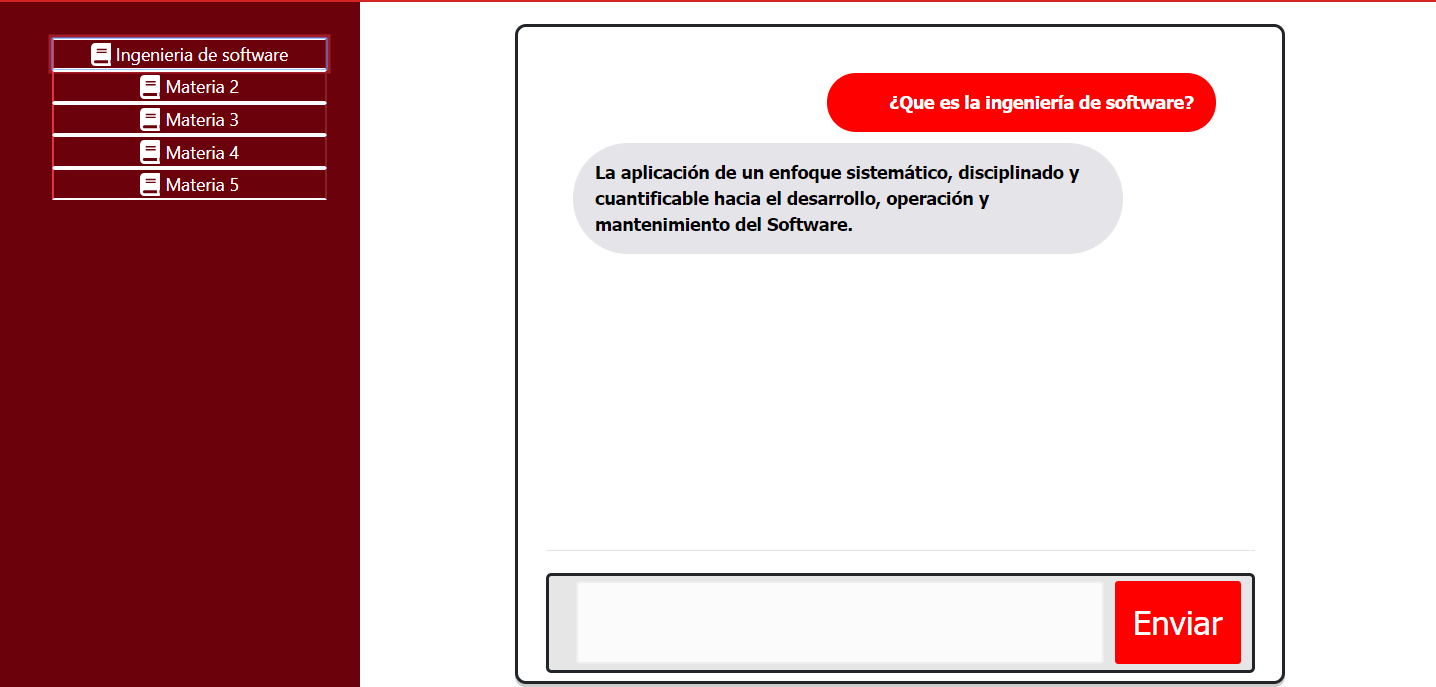 Ingenieria de software
Materia 2
Materia 3
Materia 4
Materia 5
¿Que es la ingeniería de software?
La aplicación de un enfoque sistemático, disciplinado y
cuantificable hacia el desarrollo, operación y
mantenimiento del Software.
Enviar